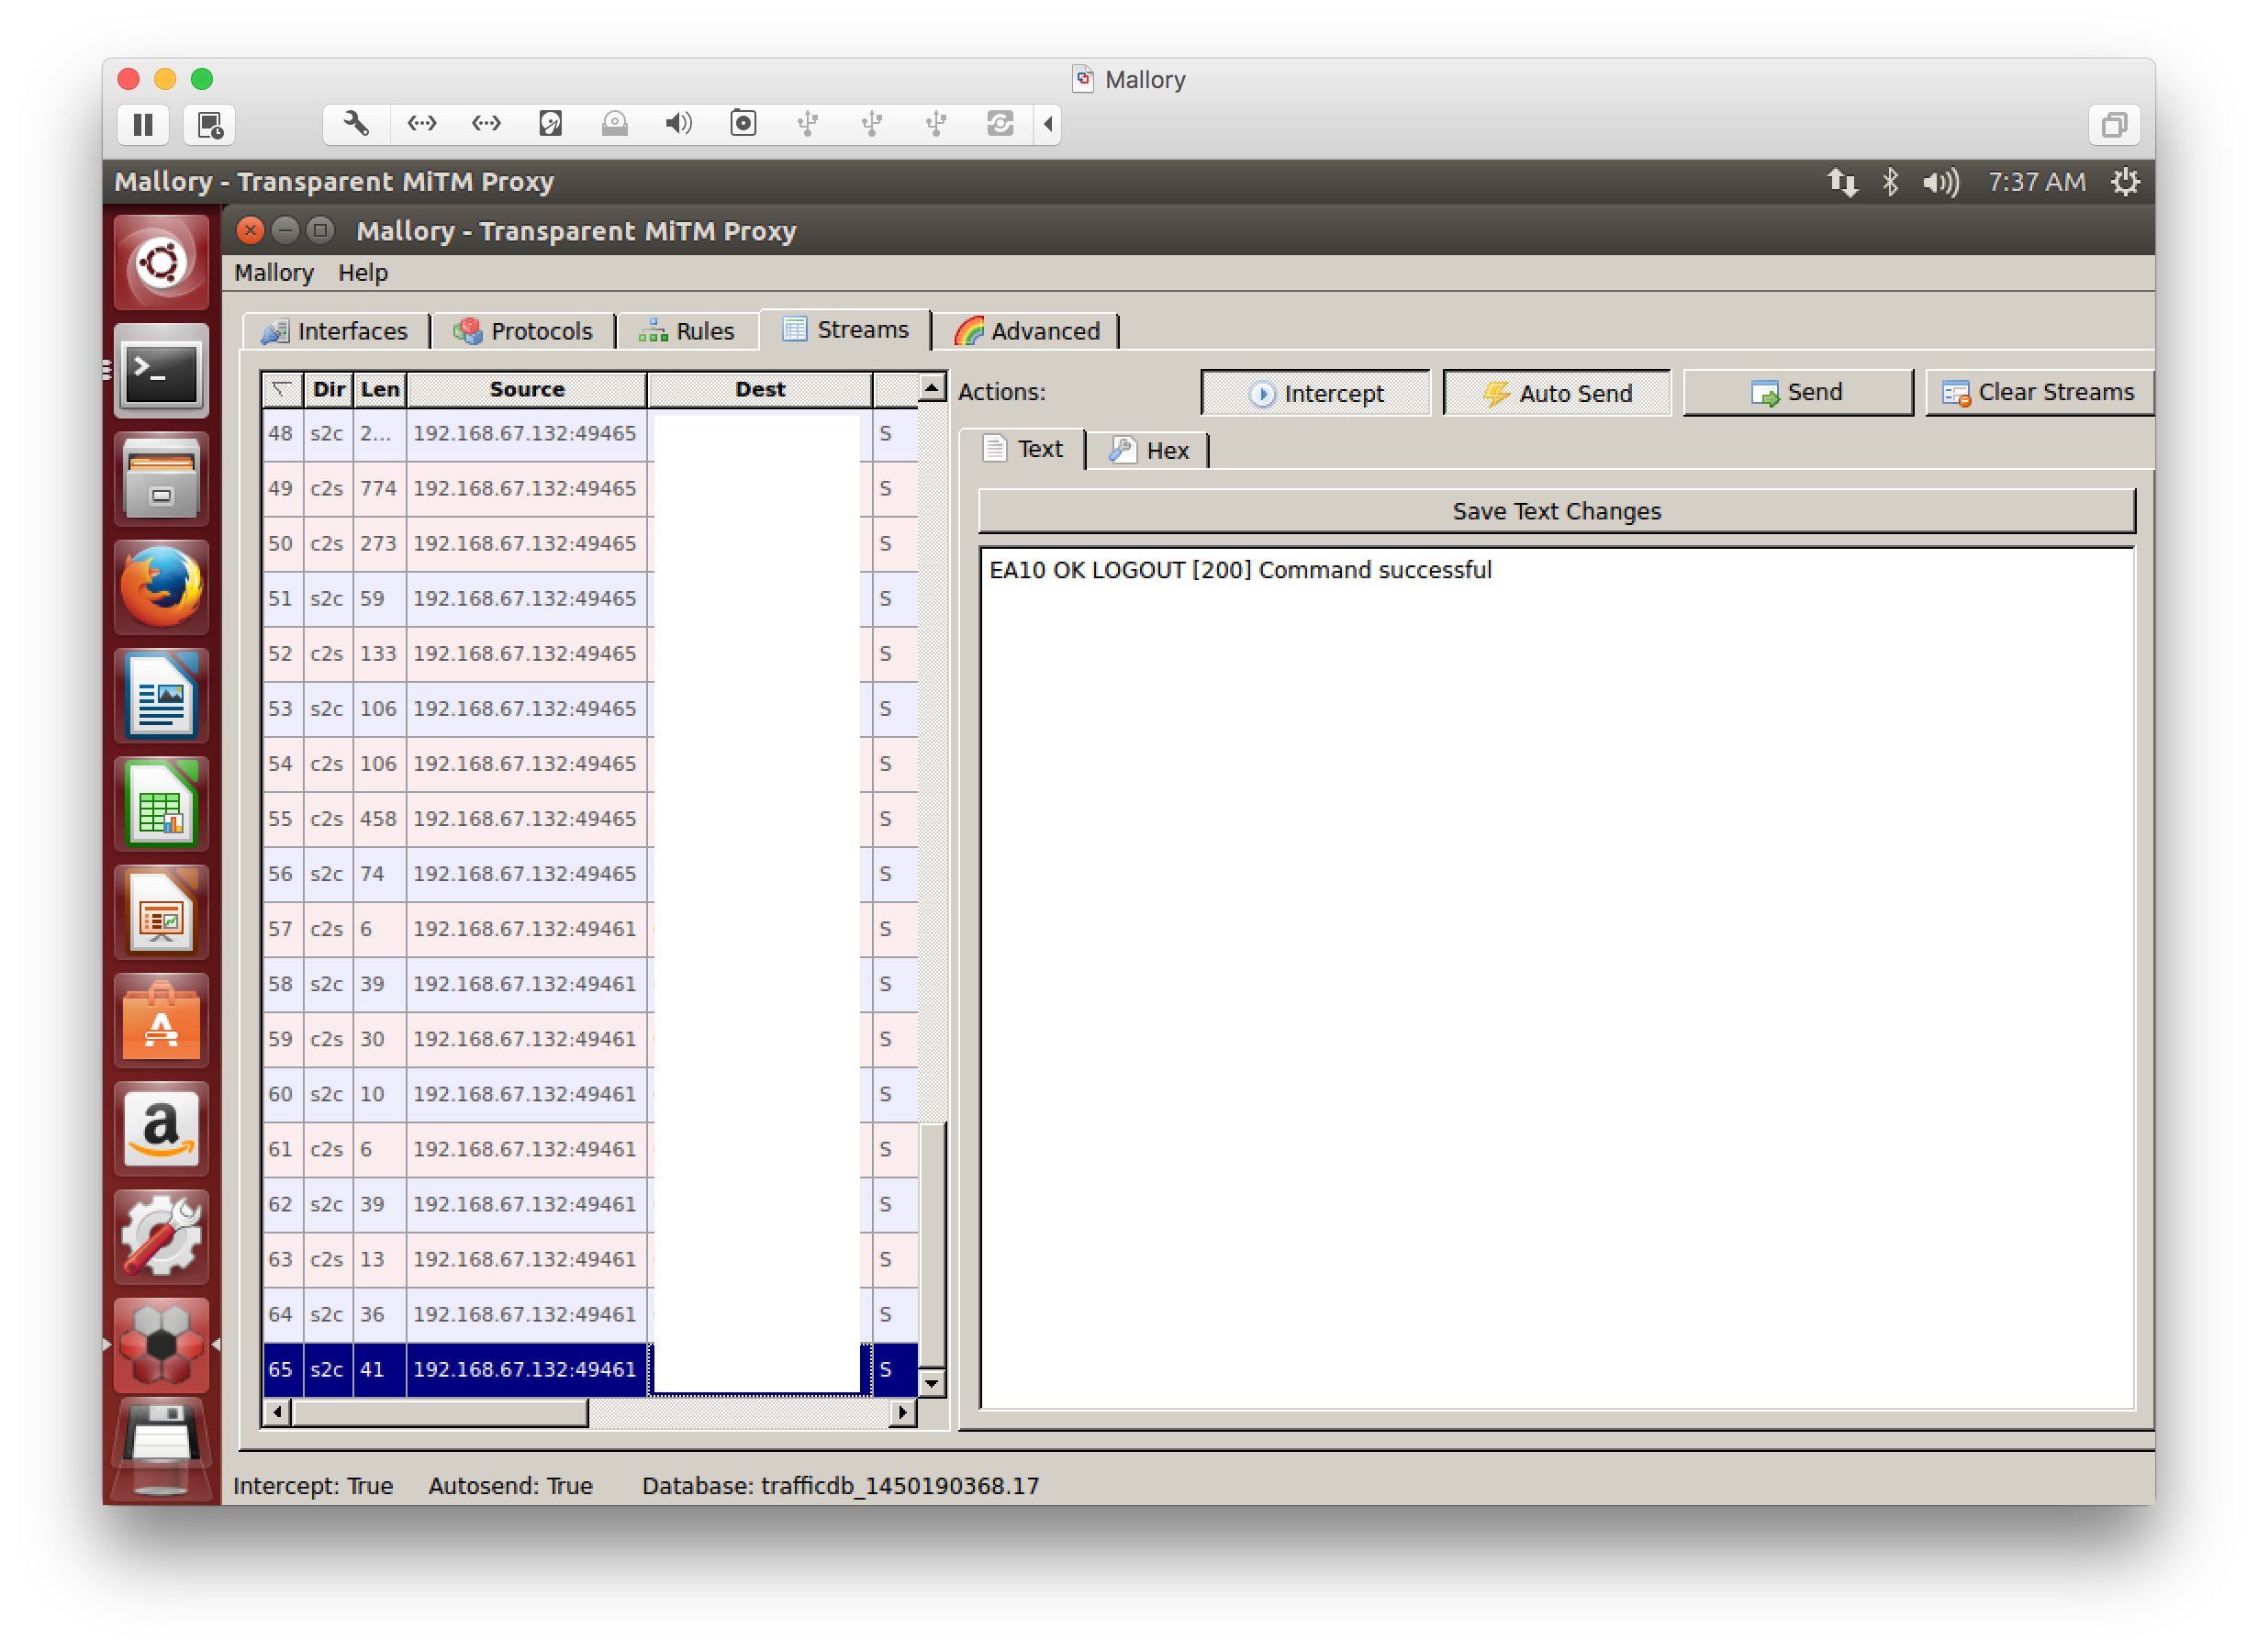 Mallory
Mallory - Transparent MiTM Proxy
7:37 AM
Mallory - Transparent MiTM Proxy
Mallory Help
Interfaces Protocols Rules Streams Advanced
Dir Len Source Dest
Actions: Intercept Auto Send Send Clear Streams
Text Hex
Save Text Changes
EA10 OK LOGOUT [200] Command successful
48 s2c 2... 192.168.67.132:49465 S
49 c2s 774 192.168.67.132:49465 S
50 c2s 273 192.168.67.132:49465 S
51 s2c 59 192.168.67.132:49465 S
52 c2s 133 192.168.67.132:49465 S
53 s2c 106 192.168.67.132:49465 S
54 c2s 106 192.168.67.132:49465 S
55 c2s 458 192.168.67.132:49465 S
56 s2c 74 192.168.67.132:49465 S
57 c2s 6 192.168.67.132:49461 S
58 s2c 39 192.168.67.132:49461 S
59 c2s 30 192.168.67.132:49461 S
60 s2c 10 192.168.67.132:49461 S
61 c2s 6 192.168.67.132:49461 S
62 s2c 39 192.168.67.132:49461 S
63 c2s 13 192.168.67.132:49461 S
64 s2c 36 192.168.67.132:49461 S
65 s2c 41 192.168.67.132:49461 S
Intercept: True Autosend: True Database: trafficdb_1450190368.17